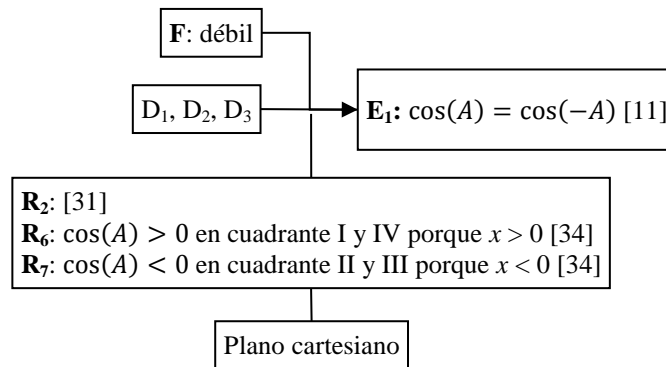 F: débil
D₁, D₂, D₃
E₁: cos(𝐴) = cos(−𝐴) [11]
R₂: [31]
R₆: cos(𝐴) > 0 en cuadrante I y IV porque x > 0 [34]
R₇: cos(𝐴) < 0 en cuadrante II y III porque x < 0 [34]
Plano cartesiano